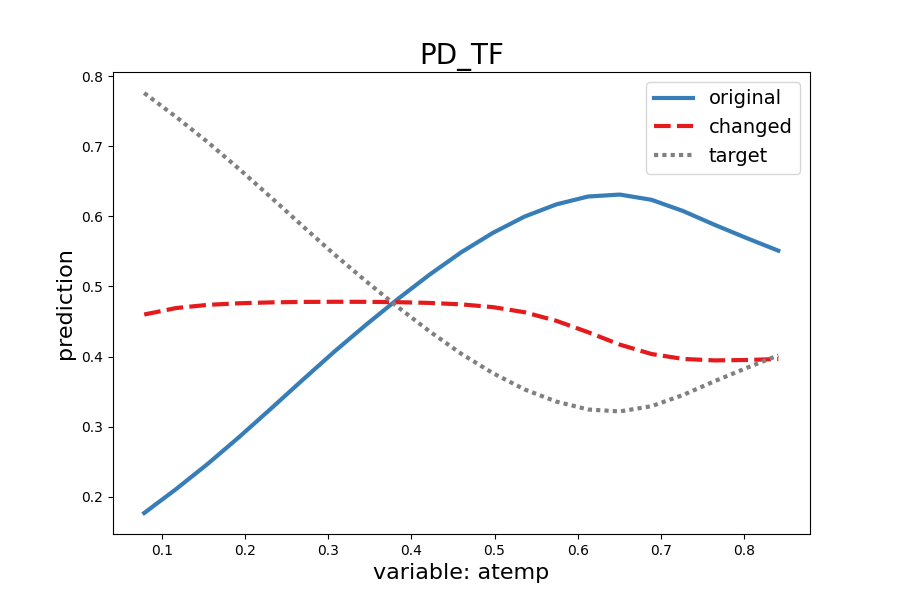 PD_TF
original
changed
target
prediction
0.8
0.7
0.6
0.5
0.4
0.3
0.2
0.1 0.2 0.3 0.4 0.5 0.6 0.7 0.8
variable: atemp